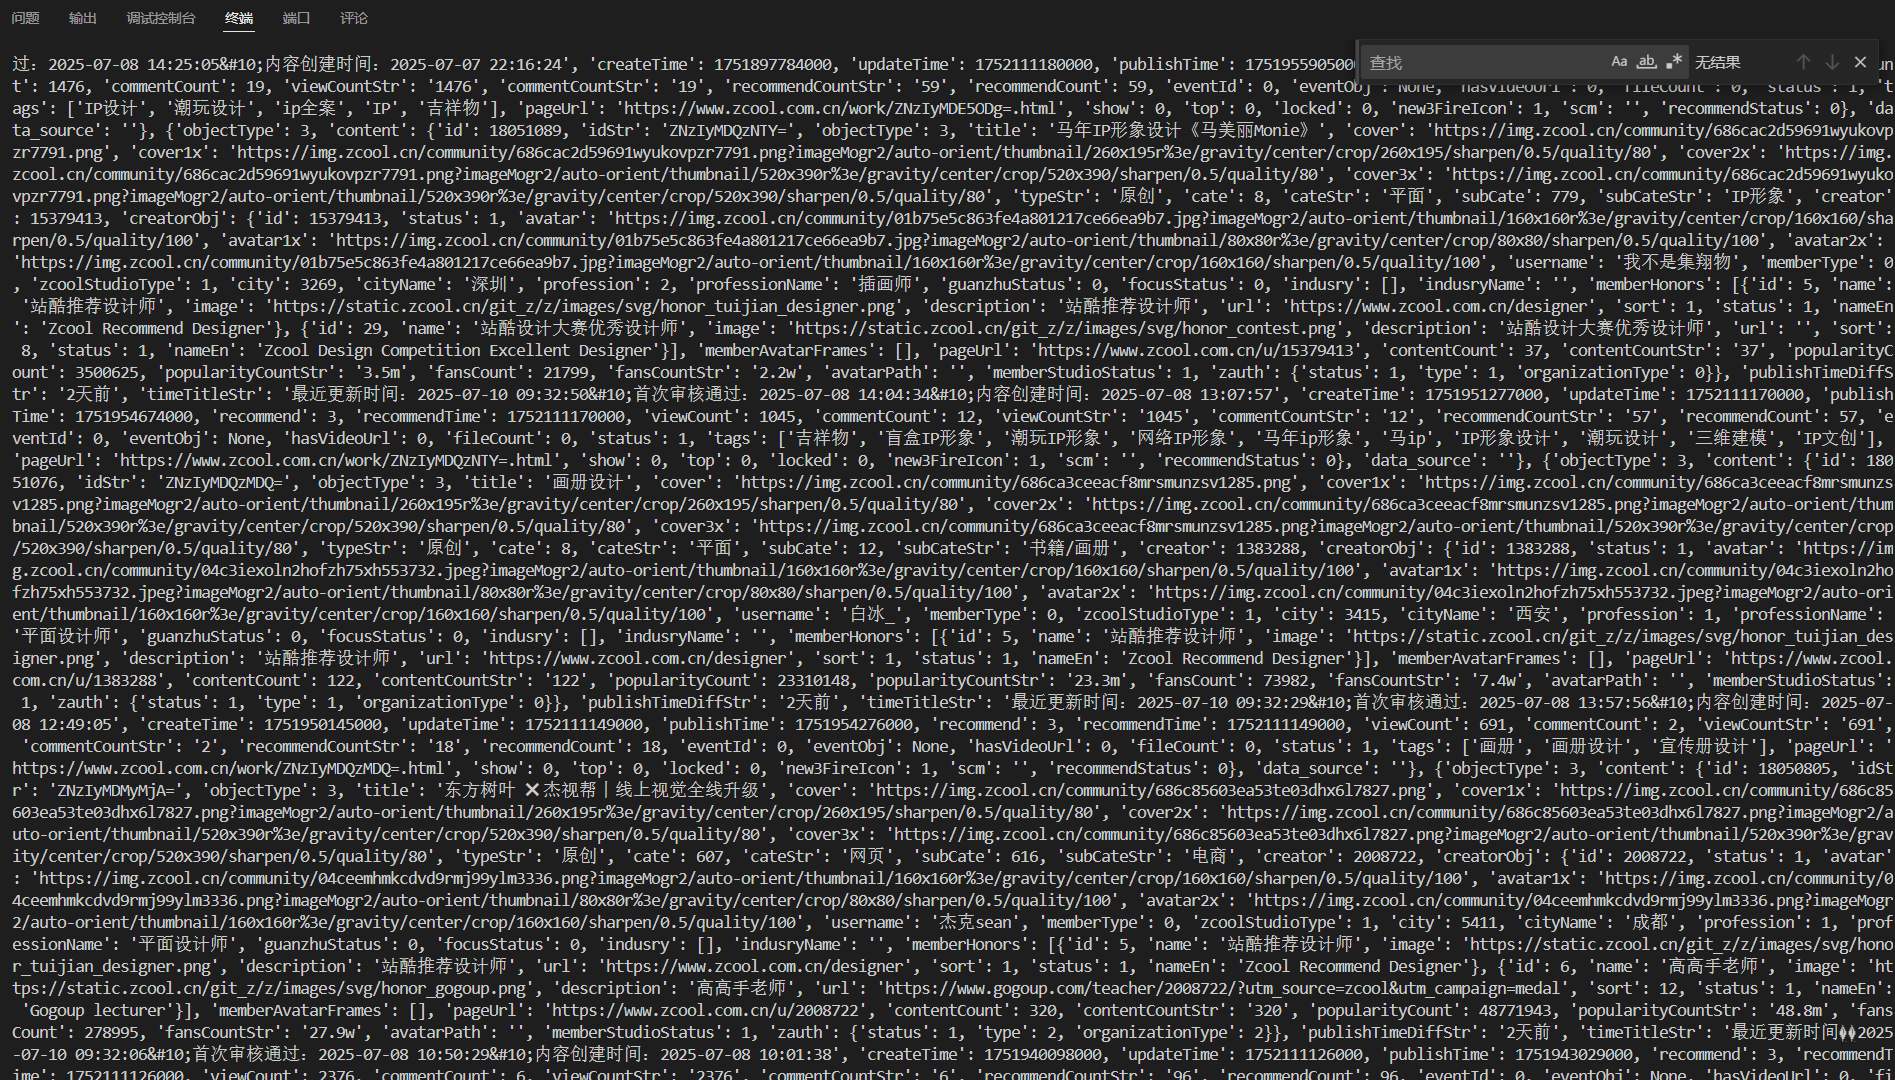 问题 输出 调试控制台 终端 端口 评论
查找 Aa ab .* 无结果
过: 2025-07-08 14:25:05&#10;内容创建时间: 2025-07-07 22:16:24', 'createTime': 1751897784000, 'updateTime': 1752111180000, 'publishTime': 1751955905000
t': 1476, 'commentCount': 19, 'viewCountStr': '1476', 'commentCountStr': '19', 'recommendCountStr': '59', 'recommendCount': 59, 'eventId': 0, 'eventObj': None, 'hasVideoUrl': 0, 'fileCount': 0, 'status': 1, 't
ags': ['IP设计', '潮玩设计', 'ip全案', 'IP', '吉祥物'], 'pageUrl': 'https://www.zcool.com.cn/work/ZNzIyMDE5ODg=.html', 'show': 0, 'top': 0, 'locked': 0, 'new3FireIcon': 1, 'scm': '', 'recommendStatus': 0}, 'da
ta_source': ''}, {'objectType': 3, 'content': {'id': 18051089, 'idStr': 'ZNzIyMDQzNTY=', 'objectType': 3, 'title': '马年IP形象设计《马美丽Monie》', 'cover': 'https://img.zcool.cn/community/686cac2d59691wyukovp
zr7791.png', 'cover1x': 'https://img.zcool.cn/community/686cac2d59691wyukovpzr7791.png?imageMogr2/auto-orient/thumbnail/260x195r%3e/gravity/center/crop/260x195/sharpen/0.5/quality/80', 'cover2x': 'https://img.
zcool.cn/community/686cac2d59691wyukovpzr7791.png?imageMogr2/auto-orient/thumbnail/520x390r%3e/gravity/center/crop/520x390/sharpen/0.5/quality/80', 'cover3x': 'https://img.zcool.cn/community/686cac2d59691wyuko
vpzr7791.png?imageMogr2/auto-orient/thumbnail/520x390r%3e/gravity/center/crop/520x390/sharpen/0.5/quality/80', 'typeStr': '原创', 'cate': 8, 'cateStr': '平面', 'subCate': 779, 'subCateStr': 'IP形象', 'creator'
: 15379413, 'creatorObj': {'id': 15379413, 'status': 1, 'avatar': 'https://img.zcool.cn/community/01b75e5c863fe4a801217ce66ea9b7.jpg?imageMogr2/auto-orient/thumbnail/160x160r%3e/gravity/center/crop/160x160/sha
rpen/0.5/quality/100', 'avatar1x': 'https://img.zcool.cn/community/01b75e5c863fe4a801217ce66ea9b7.jpg?imageMogr2/auto-orient/thumbnail/80x80r%3e/gravity/center/crop/80x80/sharpen/0.5/quality/100', 'avatar2x':
'https://img.zcool.cn/community/01b75e5c863fe4a801217ce66ea9b7.jpg?imageMogr2/auto-orient/thumbnail/160x160r%3e/gravity/center/crop/160x160/sharpen/0.5/quality/100', 'username': '我不是集翔物', 'memberType': 0
, 'zcoolStudioType': 1, 'city': 3269, 'cityName': '深圳', 'profession': 2, 'professionName': '插画师', 'guanzhuStatus': 0, 'focusStatus': 0, 'indusry': [], 'indusryName': '', 'memberHonors': [{'id': 5, 'name':
'站酷推荐设计师', 'image': 'https://static.zcool.cn/git_z/z/images/svg/honor_tuijian_designer.png', 'description': '站酷推荐设计师', 'url': 'https://www.zcool.com.cn/designer', 'sort': 1, 'status': 1, 'nameEn
': 'Zcool Recommend Designer'}, {'id': 29, 'name': '站酷设计大赛优秀设计师', 'image': 'https://static.zcool.cn/git_z/z/images/svg/honor_contest.png', 'description': '站酷设计大赛优秀设计师', 'url': '', 'sort':
8, 'status': 1, 'nameEn': 'Zcool Design Competition Excellent Designer'}], 'memberAvatarFrames': [], 'pageUrl': 'https://www.zcool.com.cn/u/15379413', 'contentCount': 37, 'contentCountStr': '37', 'popularityC
ount': 3500625, 'popularityCountStr': '3.5m', 'fansCount': 21799, 'fansCountStr': '2.2w', 'avatarPath': '', 'memberStudioStatus': 1, 'zauth': {'status': 1, 'type': 1, 'organizationType': 0}}, 'publishTimeDiffS
tr': '2天前', 'timeTitleStr': '最近更新时间: 2025-07-10 09:32:50&#10;首次审核通过: 2025-07-08 14:04:34&#10;内容创建时间: 2025-07-08 13:07:57', 'createTime': 1751951277000, 'updateTime': 1752111170000, 'publish
Time': 1751954674000, 'recommend': 3, 'recommendTime': 1752111170000, 'viewCount': 1045, 'commentCount': 12, 'viewCountStr': '1045', 'commentCountStr': '12', 'recommendCountStr': '57', 'recommendCount': 57, 'e
ventId': 0, 'eventObj': None, 'hasVideoUrl': 0, 'fileCount': 0, 'status': 1, 'tags': ['吉祥物', '盲盒IP形象', '潮玩IP形象', '网络IP形象', '马年ip形象', '马ip', 'IP形象设计', '潮玩设计', '三维建模', 'IP文创'],
'pageUrl': 'https://www.zcool.com.cn/work/ZNzIyMDQzNTY=.html', 'show': 0, 'top': 0, 'locked': 0, 'new3FireIcon': 1, 'scm': '', 'recommendStatus': 0}, 'data_source': ''}, {'objectType': 3, 'content': {'id': 180
51076, 'idStr': 'ZNzIyMDQzMDQ=', 'objectType': 3, 'title': '画册设计', 'cover': 'https://img.zcool.cn/community/686ca3ceeacf8mrsmunzsv1285.png', 'cover1x': 'https://img.zcool.cn/community/686ca3ceeacf8mrsmunzs
v1285.png?imageMogr2/auto-orient/thumbnail/260x195r%3e/gravity/center/crop/260x195/sharpen/0.5/quality/80', 'cover2x': 'https://img.zcool.cn/community/686ca3ceeacf8mrsmunzsv1285.png?imageMogr2/auto-orient/thum
bnail/520x390r%3e/gravity/center/crop/520x390/sharpen/0.5/quality/80', 'cover3x': 'https://img.zcool.cn/community/686ca3ceeacf8mrsmunzsv1285.png?imageMogr2/auto-orient/thumbnail/520x390r%3e/gravity/center/crop
/520x390/sharpen/0.5/quality/80', 'typeStr': '原创', 'cate': 8, 'cateStr': '平面', 'subCate': 12, 'subCateStr': '书籍/画册', 'creator': 1383288, 'creatorObj': {'id': 1383288, 'status': 1, 'avatar': 'https://im
g.zcool.cn/community/04c3iexoln2hofzh75xh553732.jpeg?imageMogr2/auto-orient/thumbnail/160x160r%3e/gravity/center/crop/160x160/sharpen/0.5/quality/100', 'avatar1x': 'https://img.zcool.cn/community/04c3iexoln2ho
fzh75xh553732.jpeg?imageMogr2/auto-orient/thumbnail/80x80r%3e/gravity/center/crop/80x80/sharpen/0.5/quality/100', 'avatar2x': 'https://img.zcool.cn/community/04c3iexoln2hofzh75xh553732.jpeg?imageMogr2/auto-ori
ent/thumbnail/160x160r%3e/gravity/center/crop/160x160/sharpen/0.5/quality/100', 'username': '白冰_', 'memberType': 0, 'zcoolStudioType': 1, 'city': 3415, 'cityName': '西安', 'profession': 1, 'professionName':
'平面设计师', 'guanzhuStatus': 0, 'focusStatus': 0, 'indusry': [], 'indusryName': '', 'memberHonors': [{'id': 5, 'name': '站酷推荐设计师', 'image': 'https://static.zcool.cn/git_z/z/images/svg/honor_tuijian_des
igner.png', 'description': '站酷推荐设计师', 'url': 'https://www.zcool.com.cn/designer', 'sort': 1, 'status': 1, 'nameEn': 'Zcool Recommend Designer'}], 'memberAvatarFrames': [], 'pageUrl': 'https://www.zcool.
com.cn/u/1383288', 'contentCount': 122, 'contentCountStr': '122', 'popularityCount': 23310148, 'popularityCountStr': '23.3m', 'fansCount': 73982, 'fansCountStr': '7.4w', 'avatarPath': '', 'memberStudioStatus':
1, 'zauth': {'status': 1, 'type': 1, 'organizationType': 0}}, 'publishTimeDiffStr': '2天前', 'timeTitleStr': '最近更新时间: 2025-07-10 09:32:29&#10;首次审核通过: 2025-07-08 13:57:56&#10;内容创建时间: 2025-07-
08 12:49:05', 'createTime': 1751950145000, 'updateTime': 1752111149000, 'publishTime': 1751954276000, 'recommend': 3, 'recommendTime': 1752111149000, 'viewCount': 691, 'commentCount': 2, 'viewCountStr': '691',
'commentCountStr': '2', 'recommendCountStr': '18', 'recommendCount': 18, 'eventId': 0, 'eventObj': None, 'hasVideoUrl': 0, 'fileCount': 0, 'status': 1, 'tags': ['画册', '画册设计', '宣传册设计'], 'pageUrl': '
https://www.zcool.com.cn/work/ZNzIyMDQzMDQ=.html', 'show': 0, 'top': 0, 'locked': 0, 'new3FireIcon': 1, 'scm': '', 'recommendStatus': 0}, 'data_source': ''}, {'objectType': 3, 'content': {'id': 18050805, 'idSt
r': 'ZNzIyMDMyMjA=', 'objectType': 3, 'title': '东方树叶 ❌杰视帮丨线上视觉全线升级', 'cover': 'https://img.zcool.cn/community/686c85603ea53te03dhx6l7827.png', 'cover1x': 'https://img.zcool.cn/community/686c85
603ea53te03dhx6l7827.png?imageMogr2/auto-orient/thumbnail/260x195r%3e/gravity/center/crop/260x195/sharpen/0.5/quality/80', 'cover2x': 'https://img.zcool.cn/community/686c85603ea53te03dhx6l7827.png?imageMogr2/a
uto-orient/thumbnail/520x390r%3e/gravity/center/crop/520x390/sharpen/0.5/quality/80', 'cover3x': 'https://img.zcool.cn/community/686c85603ea53te03dhx6l7827.png?imageMogr2/auto-orient/thumbnail/520x390r%3e/grav
ity/center/crop/520x390/sharpen/0.5/quality/80', 'typeStr': '原创', 'cate': 607, 'cateStr': '网页', 'subCate': 616, 'subCateStr': '电商', 'creator': 2008722, 'creatorObj': {'id': 2008722, 'status': 1, 'avatar'
: 'https://img.zcool.cn/community/04ceemhmkcdvd9rmj99ylm3336.png?imageMogr2/auto-orient/thumbnail/160x160r%3e/gravity/center/crop/160x160/sharpen/0.5/quality/100', 'avatar1x': 'https://img.zcool.cn/community/0
4ceemhmkcdvd9rmj99ylm3336.png?imageMogr2/auto-orient/thumbnail/80x80r%3e/gravity/center/crop/80x80/sharpen/0.5/quality/100', 'avatar2x': 'https://img.zcool.cn/community/04ceemhmkcdvd9rmj99ylm3336.png?imageMogr
2/auto-orient/thumbnail/160x160r%3e/gravity/center/crop/160x160/sharpen/0.5/quality/100', 'username': '杰克sean', 'memberType': 0, 'zcoolStudioType': 1, 'city': 5411, 'cityName': '成都', 'profession': 1, 'prof
essionName': '平面设计师', 'guanzhuStatus': 0, 'focusStatus': 0, 'indusry': [], 'indusryName': '', 'memberHonors': [{'id': 5, 'name': '站酷推荐设计师', 'image': 'https://static.zcool.cn/git_z/z/images/svg/hono
r_tuijian_designer.png', 'description': '站酷推荐设计师', 'url': 'https://www.zcool.com.cn/designer', 'sort': 1, 'status': 1, 'nameEn': 'Zcool Recommend Designer'}, {'id': 6, 'name': '高高手老师', 'image': 'ht
tps://static.zcool.cn/git_z/z/images/svg/honor_gogoup.png', 'description': '高高手老师', 'url': 'https://www.gogoup.com/teacher/2008722/?utm_source=zcool&utm_campaign=medal', 'sort': 12, 'status': 1, 'nameEn':
'Gogoup lecturer'}], 'memberAvatarFrames': [], 'pageUrl': 'https://www.zcool.com.cn/u/2008722', 'contentCount': 320, 'contentCountStr': '320', 'popularityCount': 48771943, 'popularityCountStr': '48.8m', 'fans
Count': 278995, 'fansCountStr': '27.9w', 'avatarPath': '', 'memberStudioStatus': 1, 'zauth': {'status': 1, 'type': 2, 'organizationType': 2}}, 'publishTimeDiffStr': '2天前', 'timeTitleStr': '最近更新时间��2025
-07-10 09:32:06&#10;首次审核通过: 2025-07-08 10:50:29&#10;内容创建时间: 2025-07-08 10:01:38', 'createTime': 1751940098000, 'updateTime': 1752111126000, 'publishTime': 1751943029000, 'recommend': 3, 'recommendT
ime': 1752111126000, 'viewCount': 2376, 'commentCount': 6, 'viewCountStr': '2376', 'commentCountStr': '6', 'recommendCountStr': '96', 'recommendCount': 96, 'eventId': 0, 'eventObj': None, 'hasVideoUrl': 0, 'fi